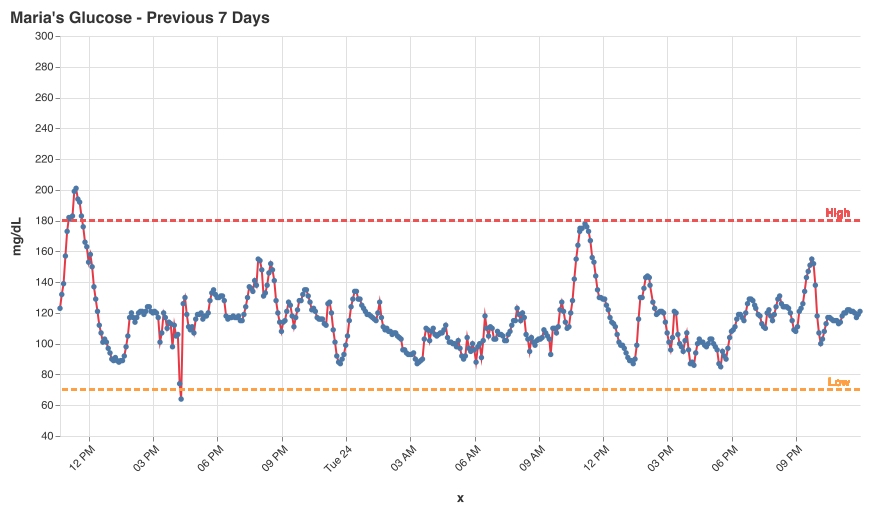 Maria's Glucose - Previous 7 Days
300
280
260
240
220
200
180
160
140
120
100
80
60
40
mg/dL
High
Low
12 PM
03 PM
06 PM
09 PM
Tue 24
03 AM
06 AM
09 AM
12 PM
03 PM
06 PM
09 PM
x